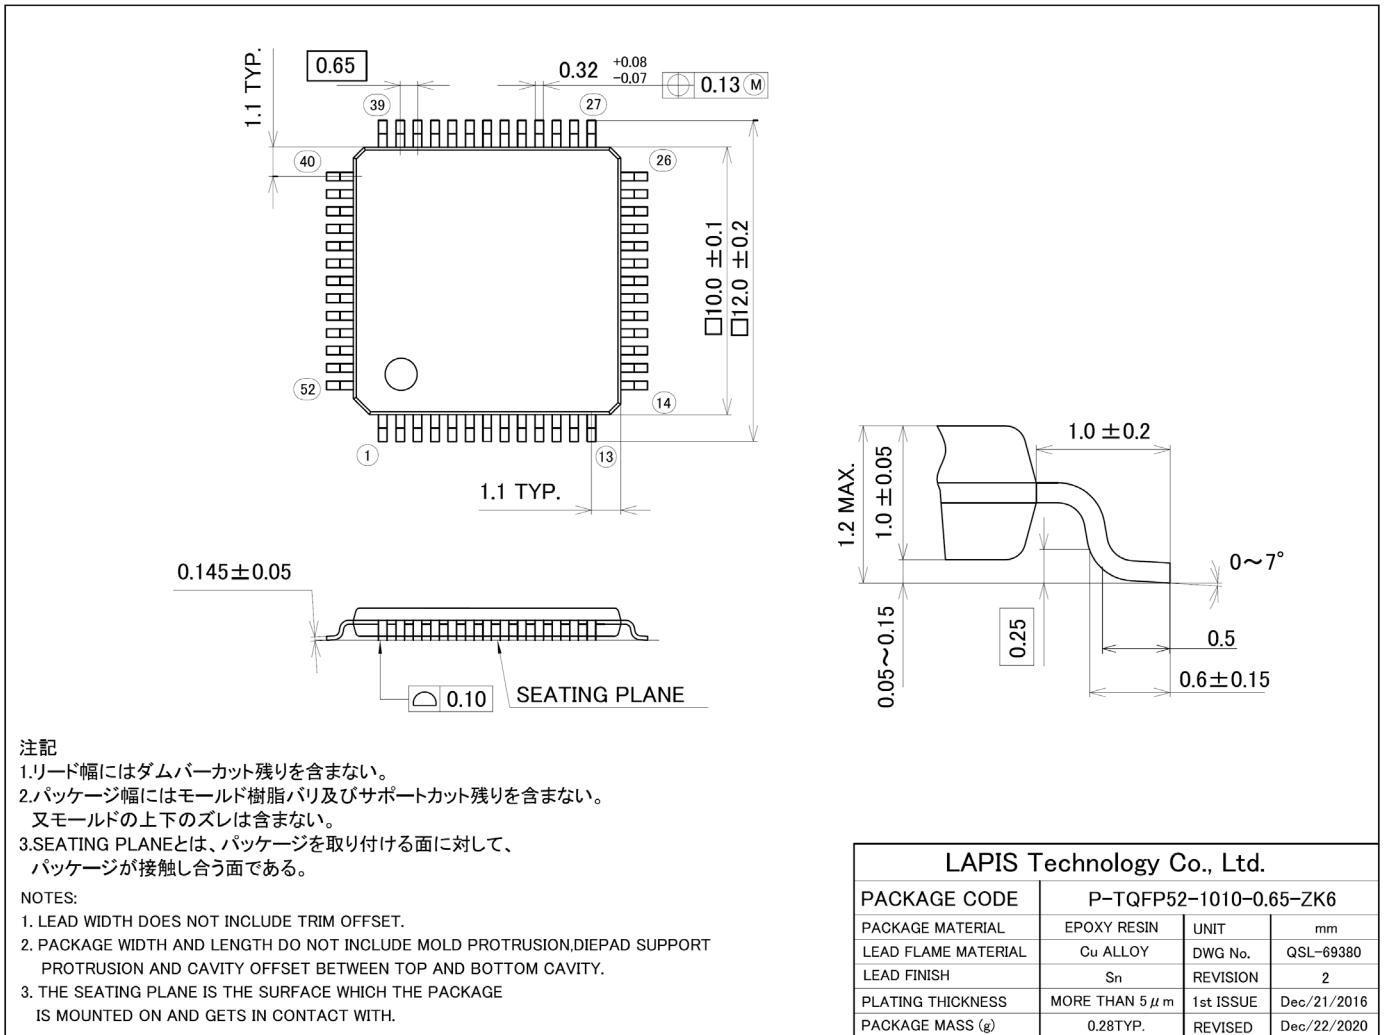 1.1 TYP.
0.65
0.32 +0.08 -0.07
0.13 Ⓜ
39
27
40
26
52
14
1
13
□10.0 ±0.1
□12.0 ±0.2
1.1 TYP.
1.0 ±0.2
1.2 MAX.
1.0 ±0.05
0~7°
0.05~0.15
0.25
0.5
0.6±0.15
0.145±0.05
0.10
SEATING PLANE
注記
1.リード幅にはダムバーカット残りを含まない。
2.パッケージ幅にはモールド樹脂バリ及びサポートカット残りを含まない。
又モールドの上下のズレは含まない。
3.SEATING PLANEとは、パッケージを取り付ける面に対して、
パッケージが接触し合う面である。
NOTES:
1. LEAD WIDTH DOES NOT INCLUDE TRIM OFFSET.
2. PACKAGE WIDTH AND LENGTH DO NOT INCLUDE MOLD PROTRUSION,DIEPAD SUPPORT
PROTRUSION AND CAVITY OFFSET BETWEEN TOP AND BOTTOM CAVITY.
3. THE SEATING PLANE IS THE SURFACE WHICH THE PACKAGE
IS MOUNTED ON AND GETS IN CONTACT WITH.
LAPIS Technology Co., Ltd.
PACKAGE CODE P-TQFP52-1010-0.65-ZK6
PACKAGE MATERIAL EPOXY RESIN UNIT mm
LEAD FLAME MATERIAL Cu ALLOY DWG No. QSL-69380
LEAD FINISH Sn REVISION 2
PLATING THICKNESS MORE THAN 5μm 1st ISSUE Dec/21/2016
PACKAGE MASS (g) 0.28TYP. REVISED Dec/22/2020